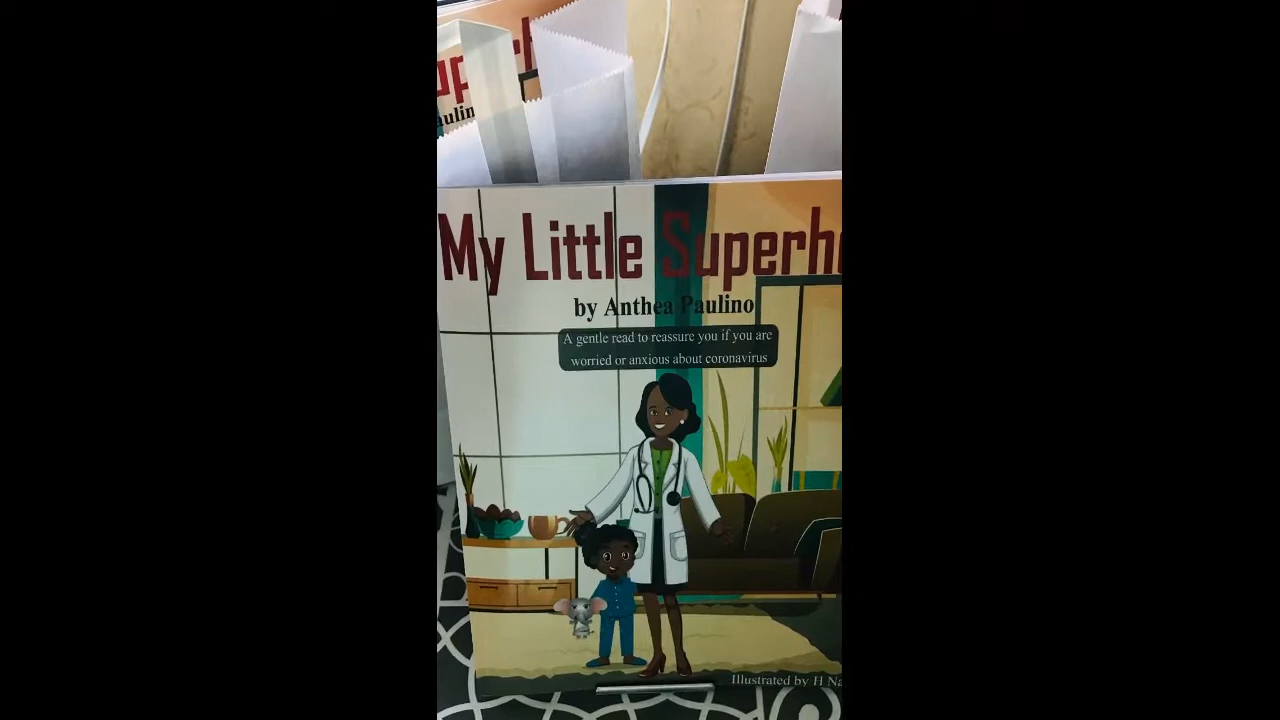 My Little Superh
by Anthea Paulino
A gentle read to reassure you if you are
worried or anxious about coronavirus
Illustrated by H Na